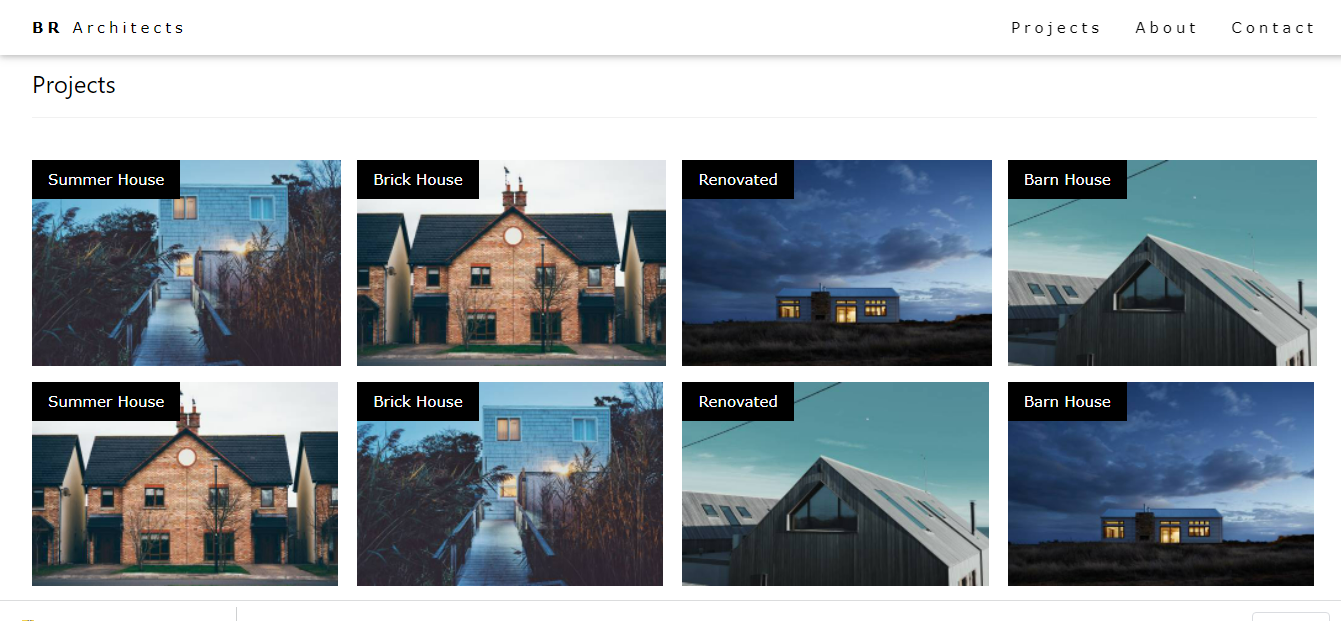 BR Architects
Projects About Contact
Projects
Summer House
Brick House
Renovated
Barn House
Summer House
Brick House
Renovated
Barn House